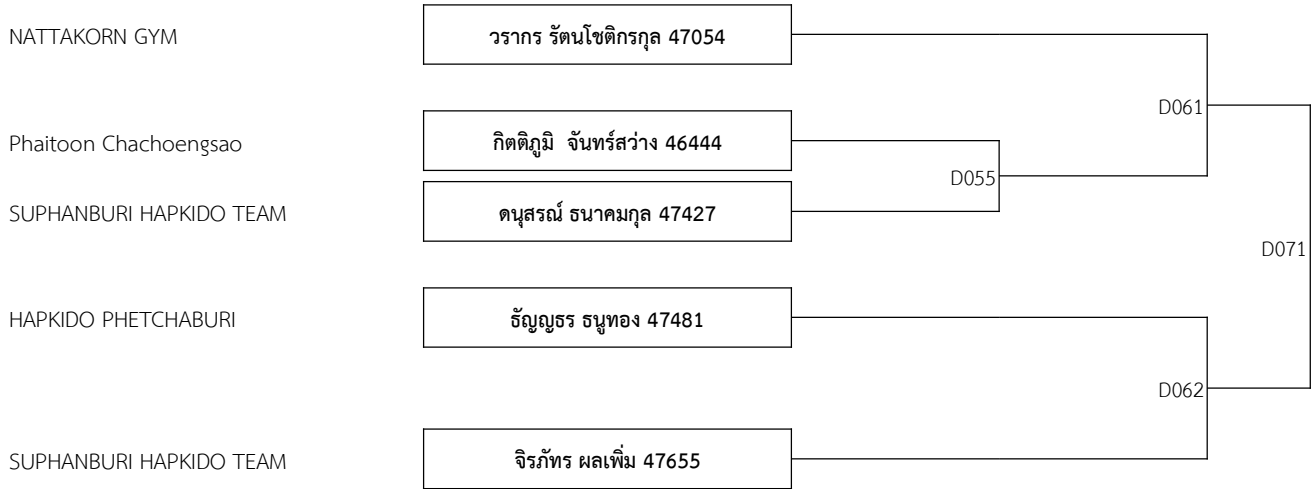 NATTAKORN GYM
วรากร รัตนโชติกรกุล 47054
D061
Phaitoon Chachoengsao
กิตติภูมิ จันทร์สว่าง 46444
D055
SUPHANBURI HAPKIDO TEAM
ดนุสรณ์ ธนาคมกุล 47427
D071
HAPKIDO PHETCHABURI
ธัญญธร ธนูทอง 47481
D062
SUPHANBURI HAPKIDO TEAM
จิรภัทร ผลเพิ่ม 47655